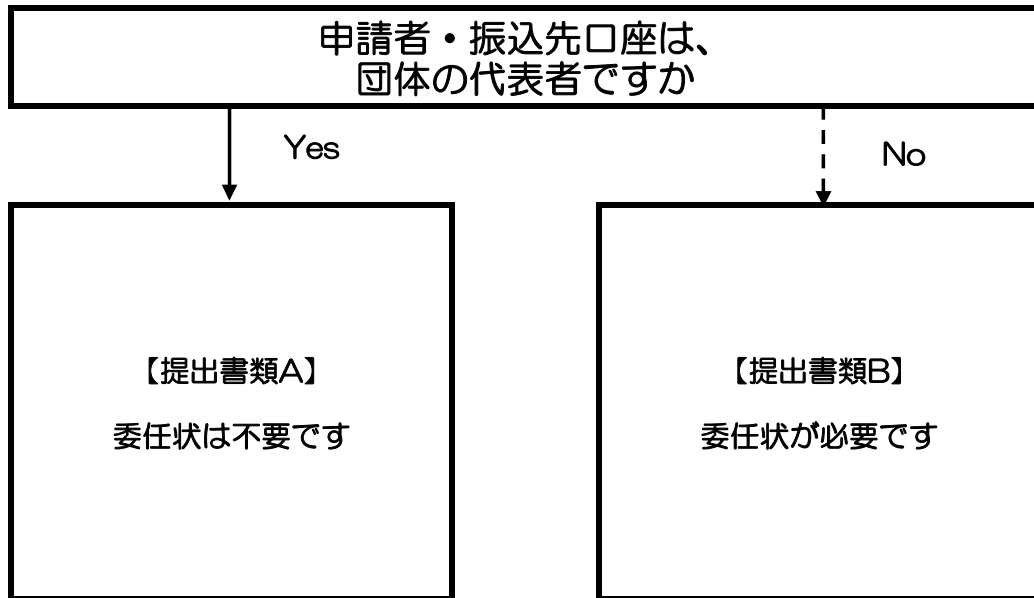 申請者・振込先口座は、
団体の代表者ですか
Yes
No
【提出書類A】
委任状は不要です
【提出書類B】
委任状が必要です